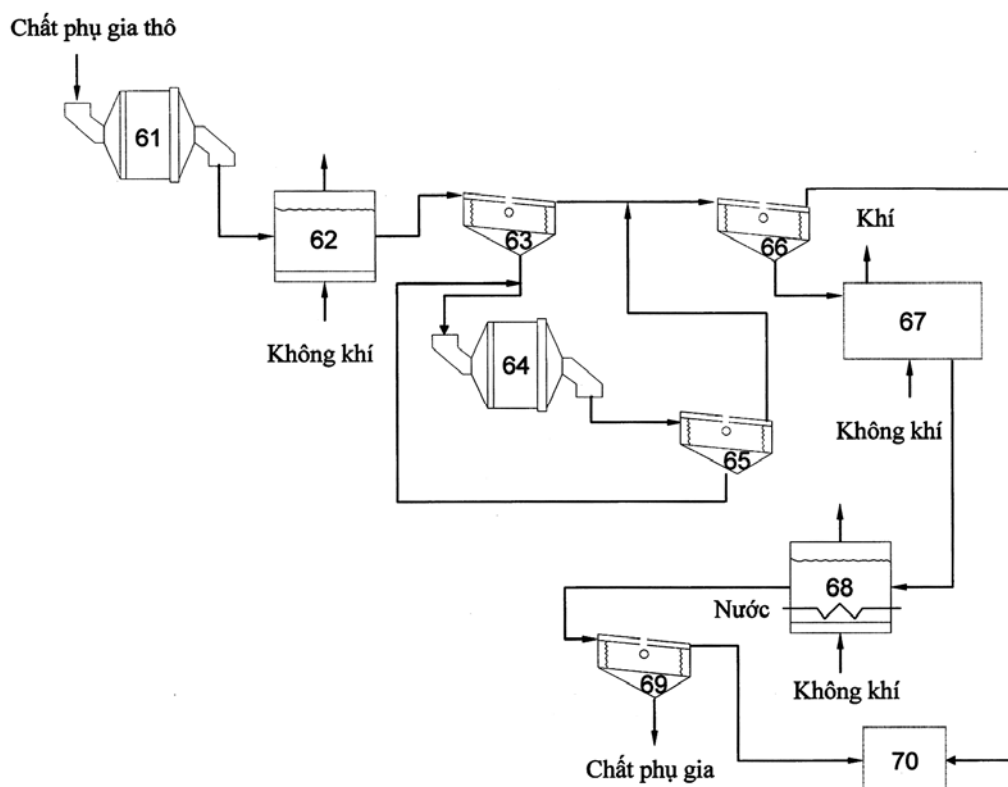 Chất phụ gia thô
61
62
63
66
Khí
67
Không khí
64
65
Không khí
68
Nước
69
Không khí
Chất phụ gia
70